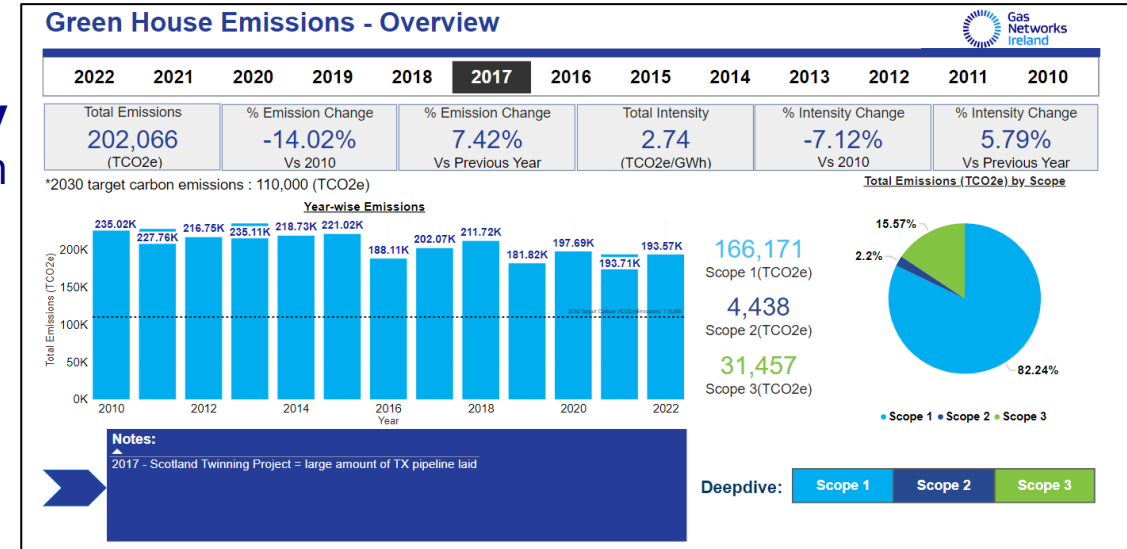 Green House Emissions - Overview
Gas
Networks
Ireland
2022 2021 2020 2019 2018 2017 2016 2015 2014 2013 2012 2011 2010
Total Emissions
202,066
(TCO2e)
% Emission Change
-14.02%
Vs 2010
% Emission Change
7.42%
Vs Previous Year
Total Intensity
2.74
(TCO2e/GWh)
% Intensity Change
-7.12%
Vs 2010
% Intensity Change
5.79%
Vs Previous Year
*2030 target carbon emissions : 110,000 (TCO2e)
Year-wise Emissions
235.02K 227.76K 216.75K 235.11K 218.73K 221.02K 188.11K 202.07K 211.72K 181.82K 197.69K 193.71K 193.57K
Total Emissions (TCO2e)
200K
150K
100K
50K
0K
2010 2012 2014 2016 2018 2020 2022
Year
166,171
Scope 1(TCO2e)
4,438
Scope 2(TCO2e)
31,457
Scope 3(TCO2e)
Total Emissions (TCO2e) by Scope
15.57%
2.2%
82.24%
Scope 1 Scope 2 Scope 3
Notes:
2017 - Scotland Twinning Project = large amount of TX pipeline laid
Deepdive:
Scope 1 Scope 2 Scope 3